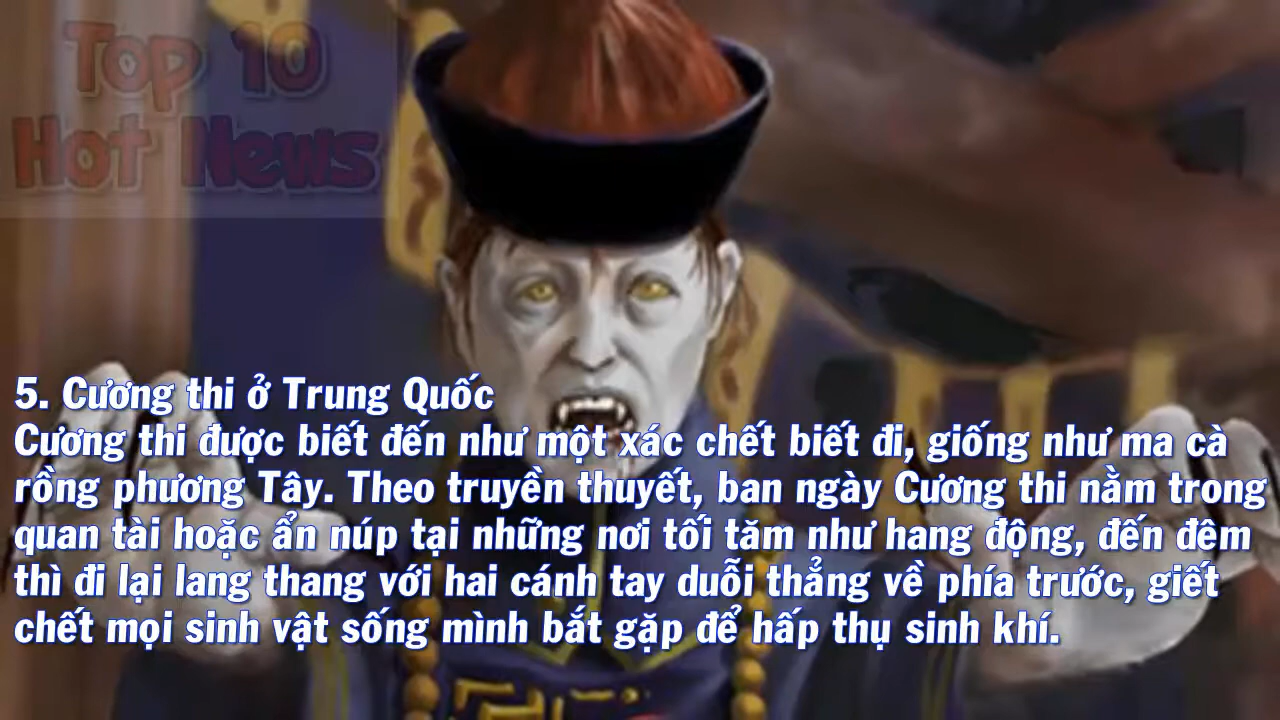 Top 10
Hot News
5. Cương thi ở Trung Quốc
Cương thi được biết đến như một xác chết biết đi, giống như ma cà
rồng phương Tây. Theo truyền thuyết, ban ngày Cương thi nằm trong
quan tài hoặc ẩn núp tại những nơi tối tăm như hang động, đến đêm
thì đi lại lang thang với hai cánh tay duỗi thẳng về phía trước, giết
chết mọi sinh vật sống mình bắt gặp để hấp thụ sinh khí.